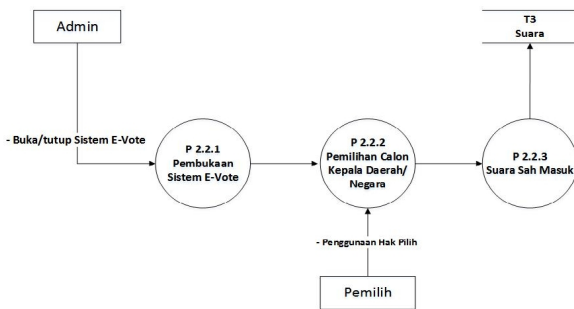 Admin
T3
Suara
- Buka/tutup Sistem E-Vote
P 2.2.1
Pembukaan
Sistem E-Vote
P 2.2.2
Pemilihan Calon
Kepala Daerah/
Negara
P 2.2.3
Suara Sah Masuk
- Penggunaan Hak Pilih
Pemilih